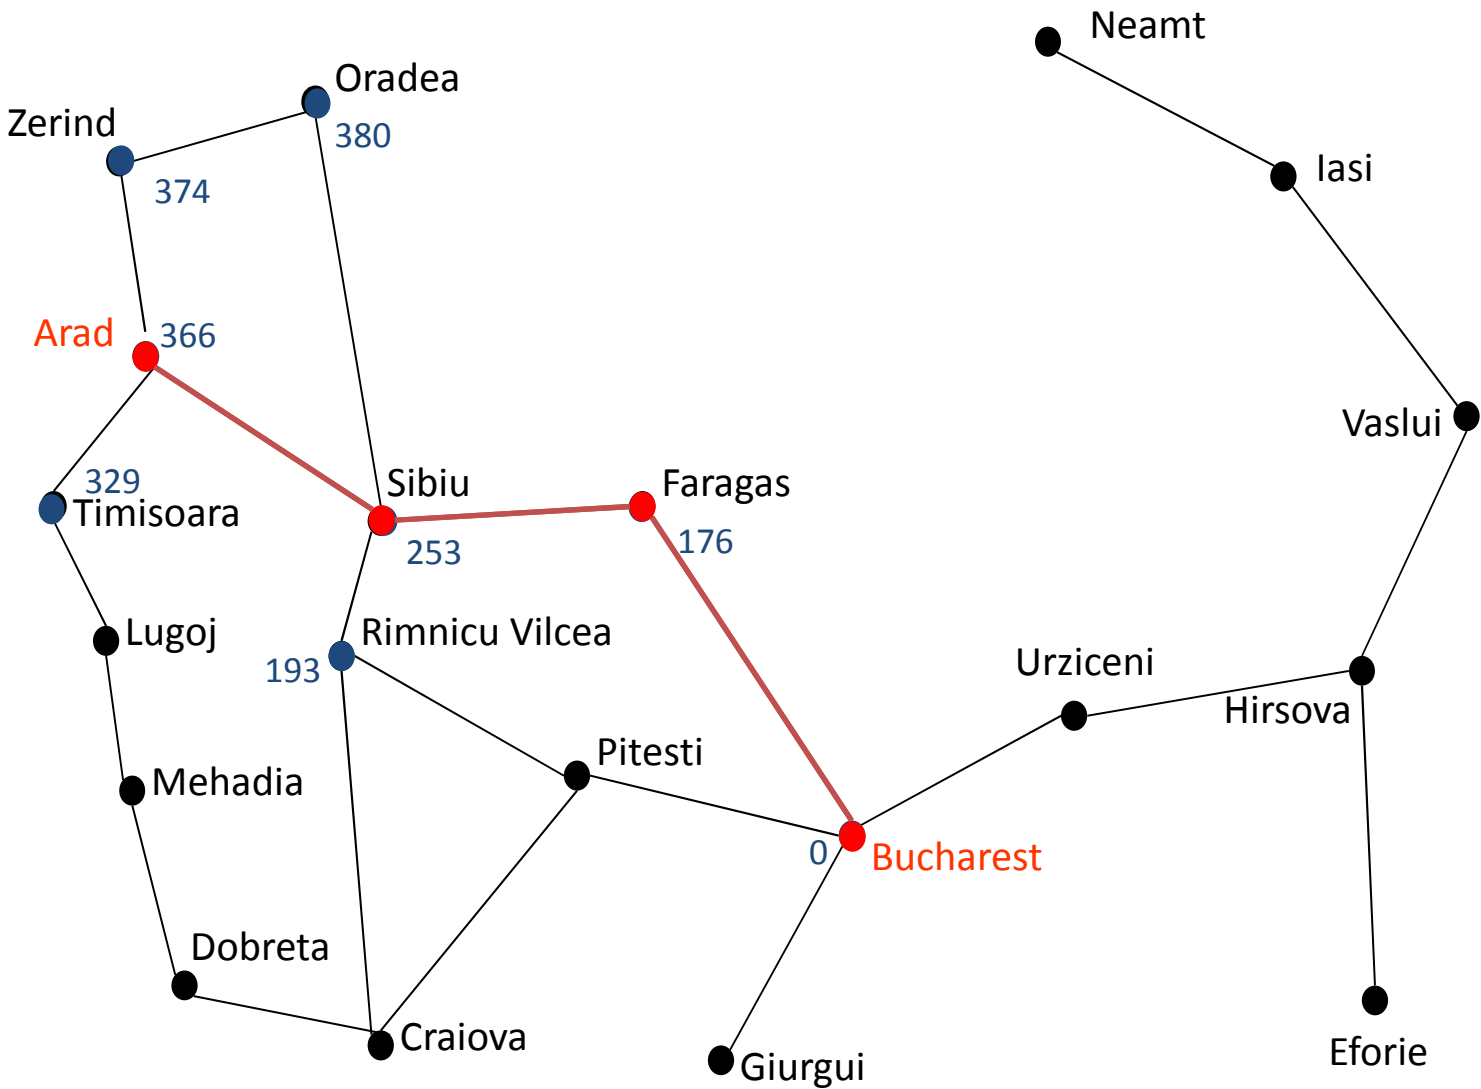 Neamt
Oradea
Zerind
380
Iasi
374
Arad
366
Vaslui
329
Sibiu
Faragas
Timisoara
253
176
Lugoj
Rimnicu Vilcea
193
Urziceni
Hirsova
Pitesti
Mehadia
0
Bucharest
Dobreta
Craiova
Giurgui
Eforie